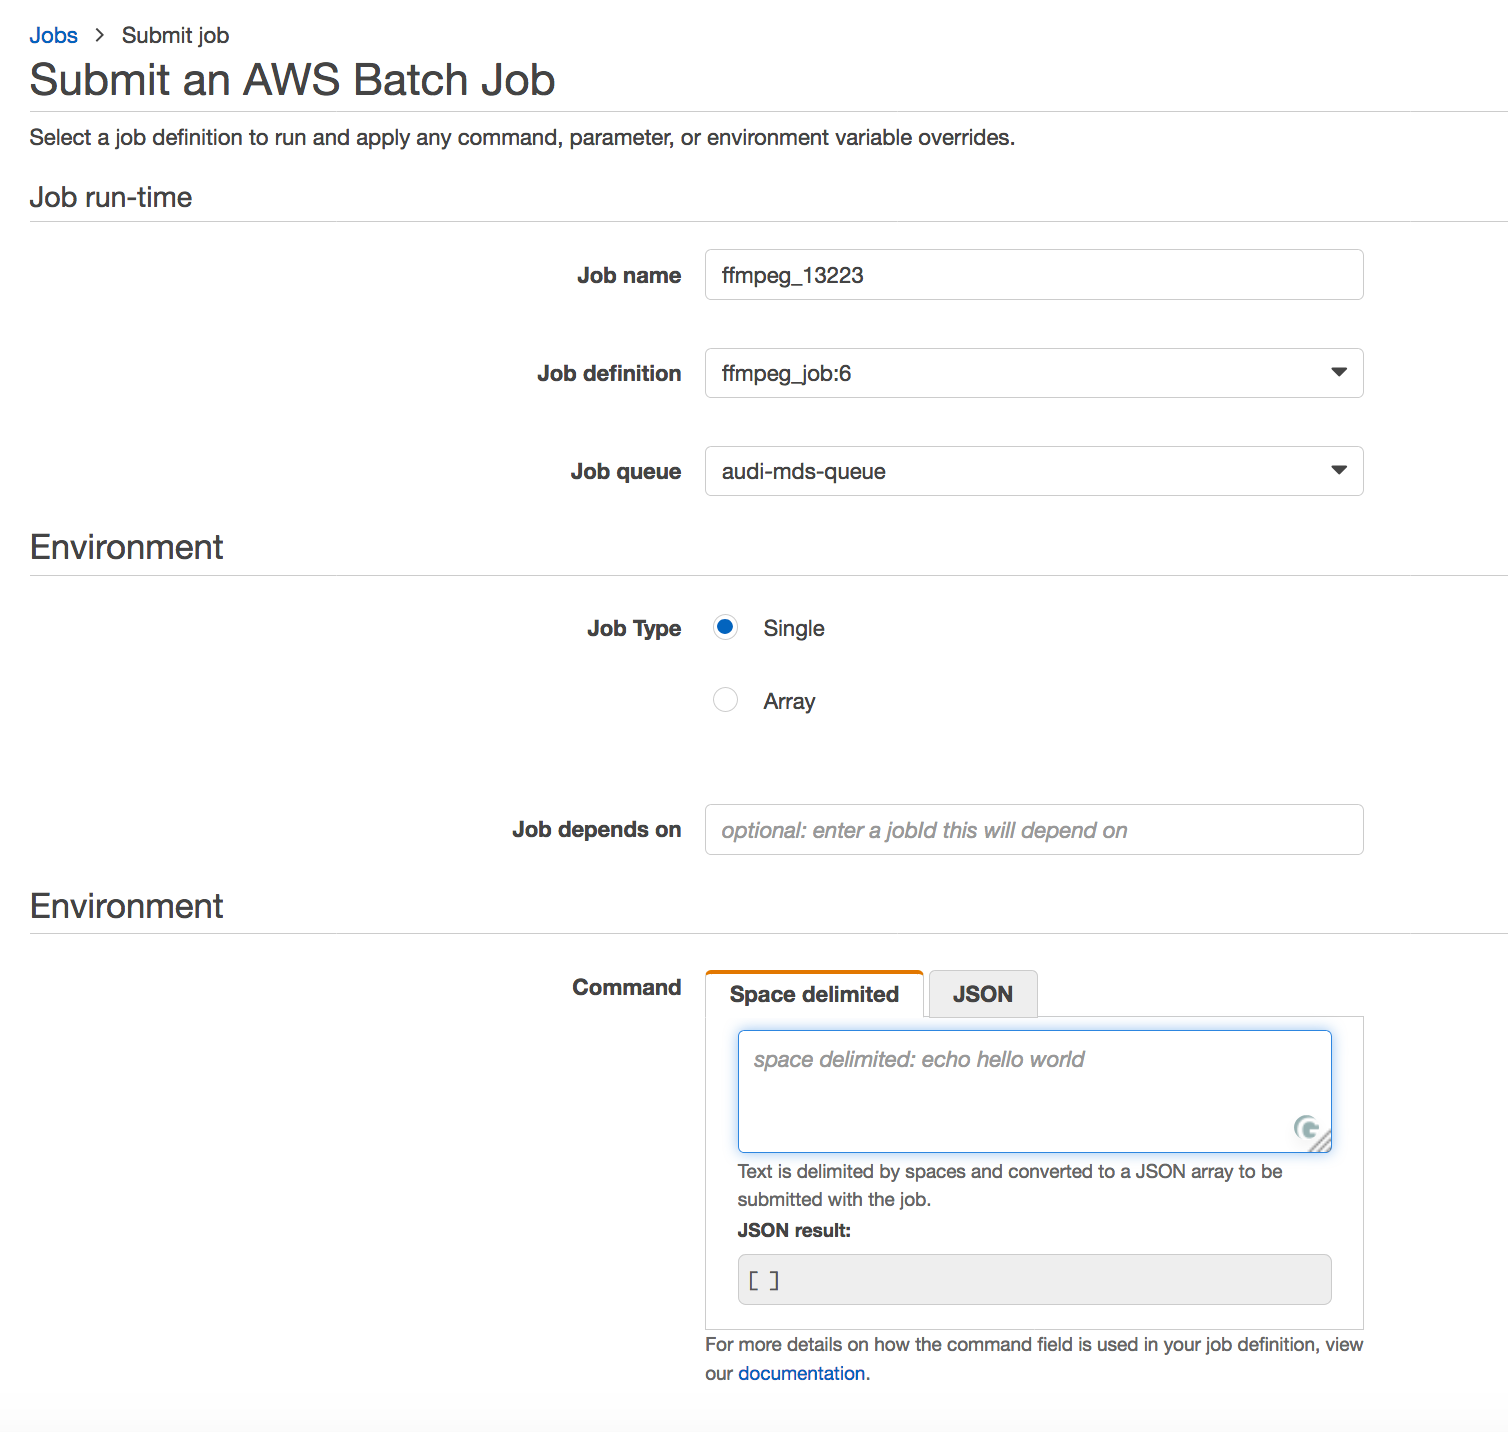 Jobs > Submit job
Submit an AWS Batch Job
Select a job definition to run and apply any command, parameter, or environment variable overrides.
Job run-time
Job name ffmpeg_13223
Job definition ffmpeg_job:6
Job queue audi-mds-queue
Environment
Job Type Single
Array
Job depends on optional: enter a jobId this will depend on
Environment
Command Space delimited JSON
space delimited: echo hello world
Text is delimited by spaces and converted to a JSON array to be
submitted with the job.
JSON result:
[ ]
For more details on how the command field is used in your job definition, view
our documentation.